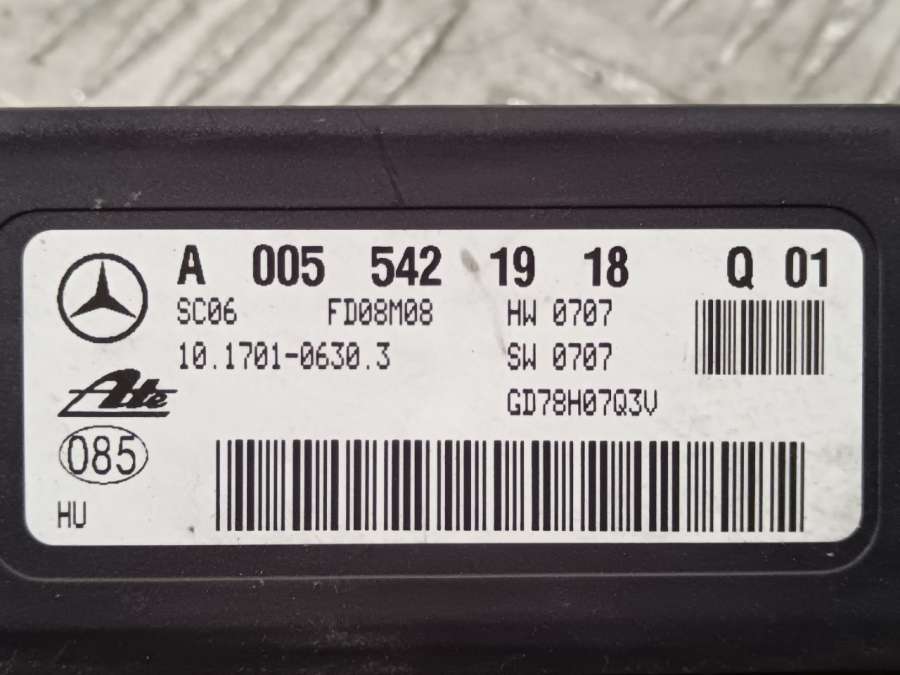 A 005 542 19 18 Q 01
SC06 FD08M08 HW 0707
10.1701-0630.3 SW 0707
Ate GD78H07Q3V
085
HU